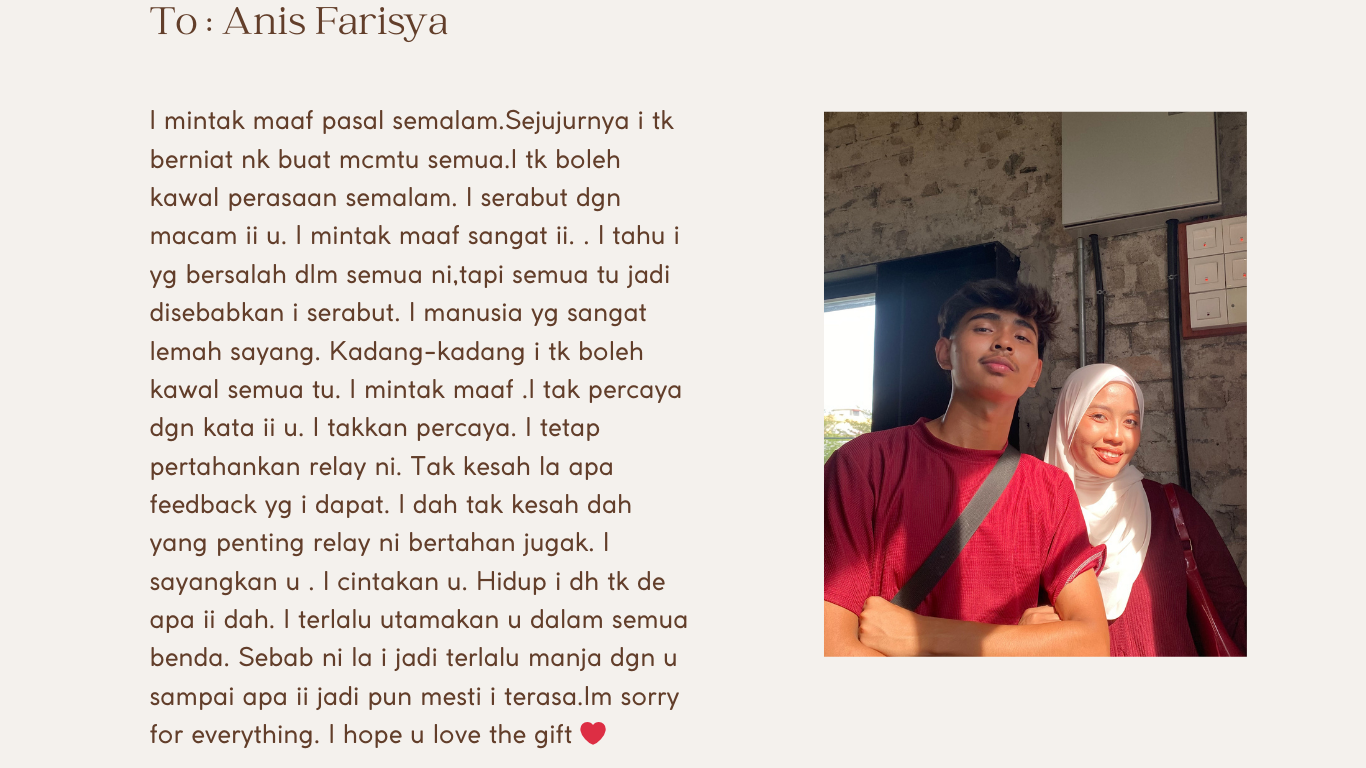 To : Anis Farisya
I mintak maaf pasal semalam.Sejujurnya i tk
berniat nk buat mcmtu semua.I tk boleh
kawal perasaan semalam. I serabut dgn
macam ii u. I mintak maaf sangat ii. . I tahu i
yg bersalah dlm semua ni,tapi semua tu jadi
disebabkan i serabut. I manusia yg sangat
lemah sayang. Kadang-kadang i tk boleh
kawal semua tu. I mintak maaf .I tak percaya
dgn kata ii u. I takkan percaya. I tetap
pertahankan relay ni. Tak kesah la apa
feedback yg i dapat. I dah tak kesah dah
yang penting relay ni bertahan jugak. I
sayangkan u . I cintakan u. Hidup i dh tk de
apa ii dah. I terlalu utamakan u dalam semua
benda. Sebab ni la i jadi terlalu manja dgn u
sampai apa ii jadi pun mesti i terasa.Im sorry
for everything. I hope u love the gift ❤️